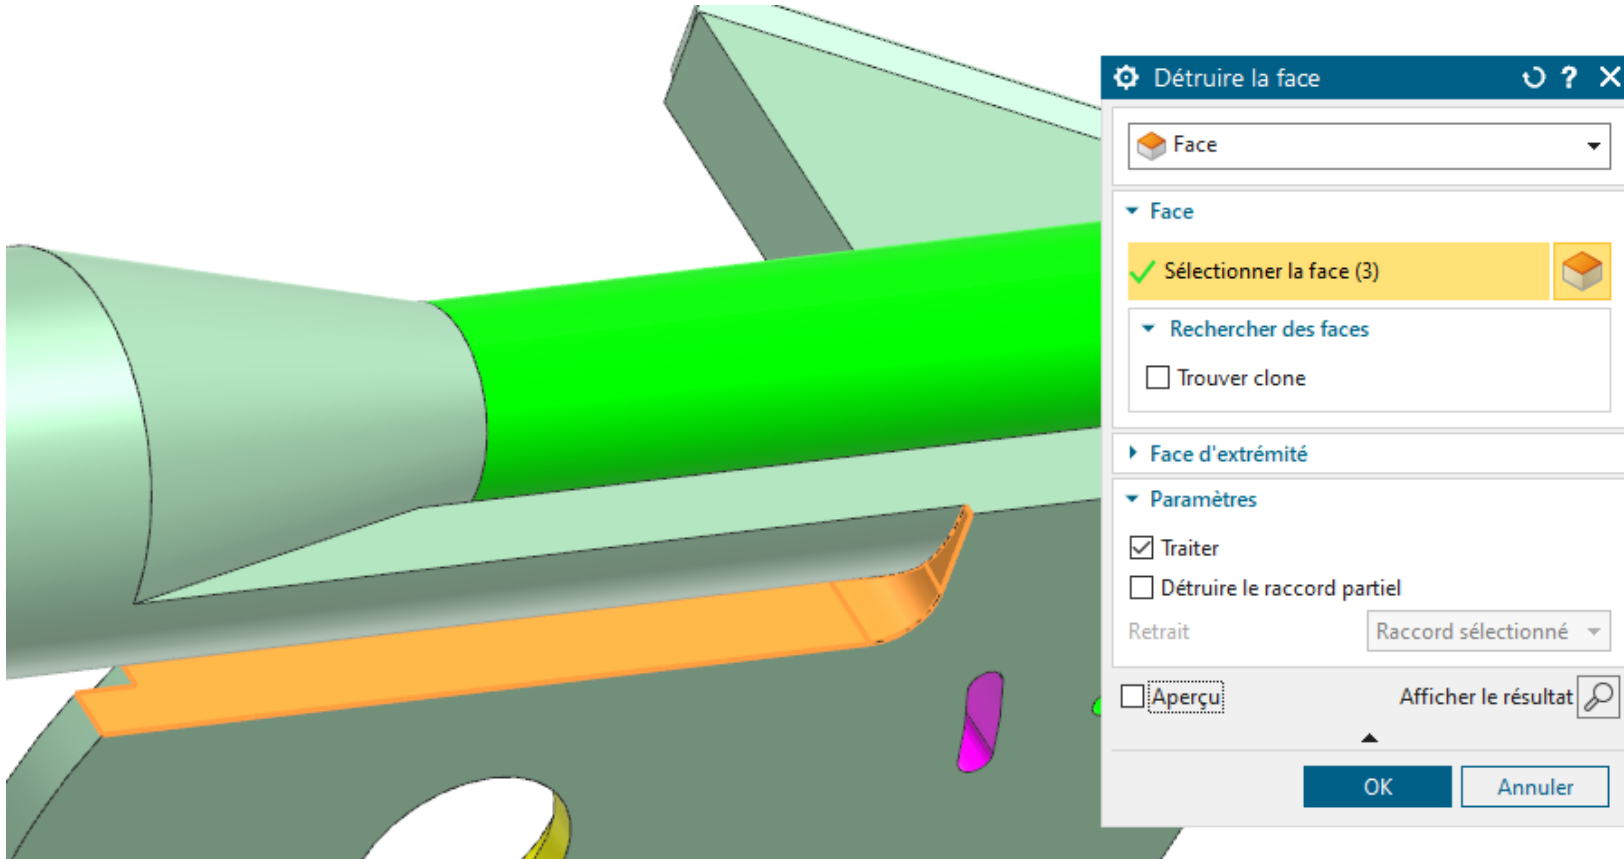 Détruire la face
Face
Face
Sélectionner la face (3)
Rechercher des faces
Trouver clone
Face d'extrémité
Paramètres
Traiter
Détruire le raccord partiel
Retrait Raccord sélectionné
Aperçu Afficher le résultat
OK Annuler